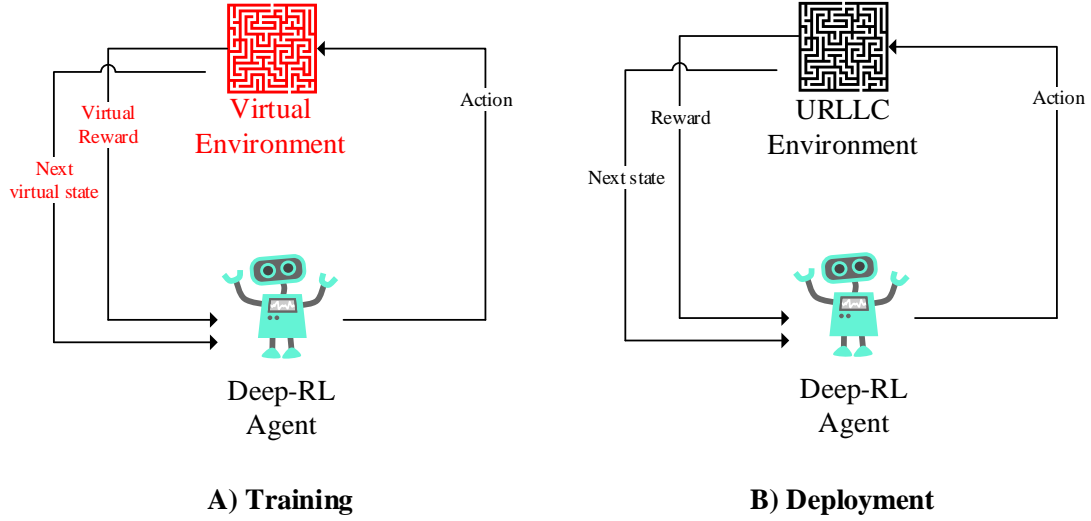 Virtual
Environment
Virtual
Reward
Action
Next
virtual state
Deep-RL
Agent
A) Training
URLLC
Environment
Reward
Action
Next state
Deep-RL
Agent
B) Deployment